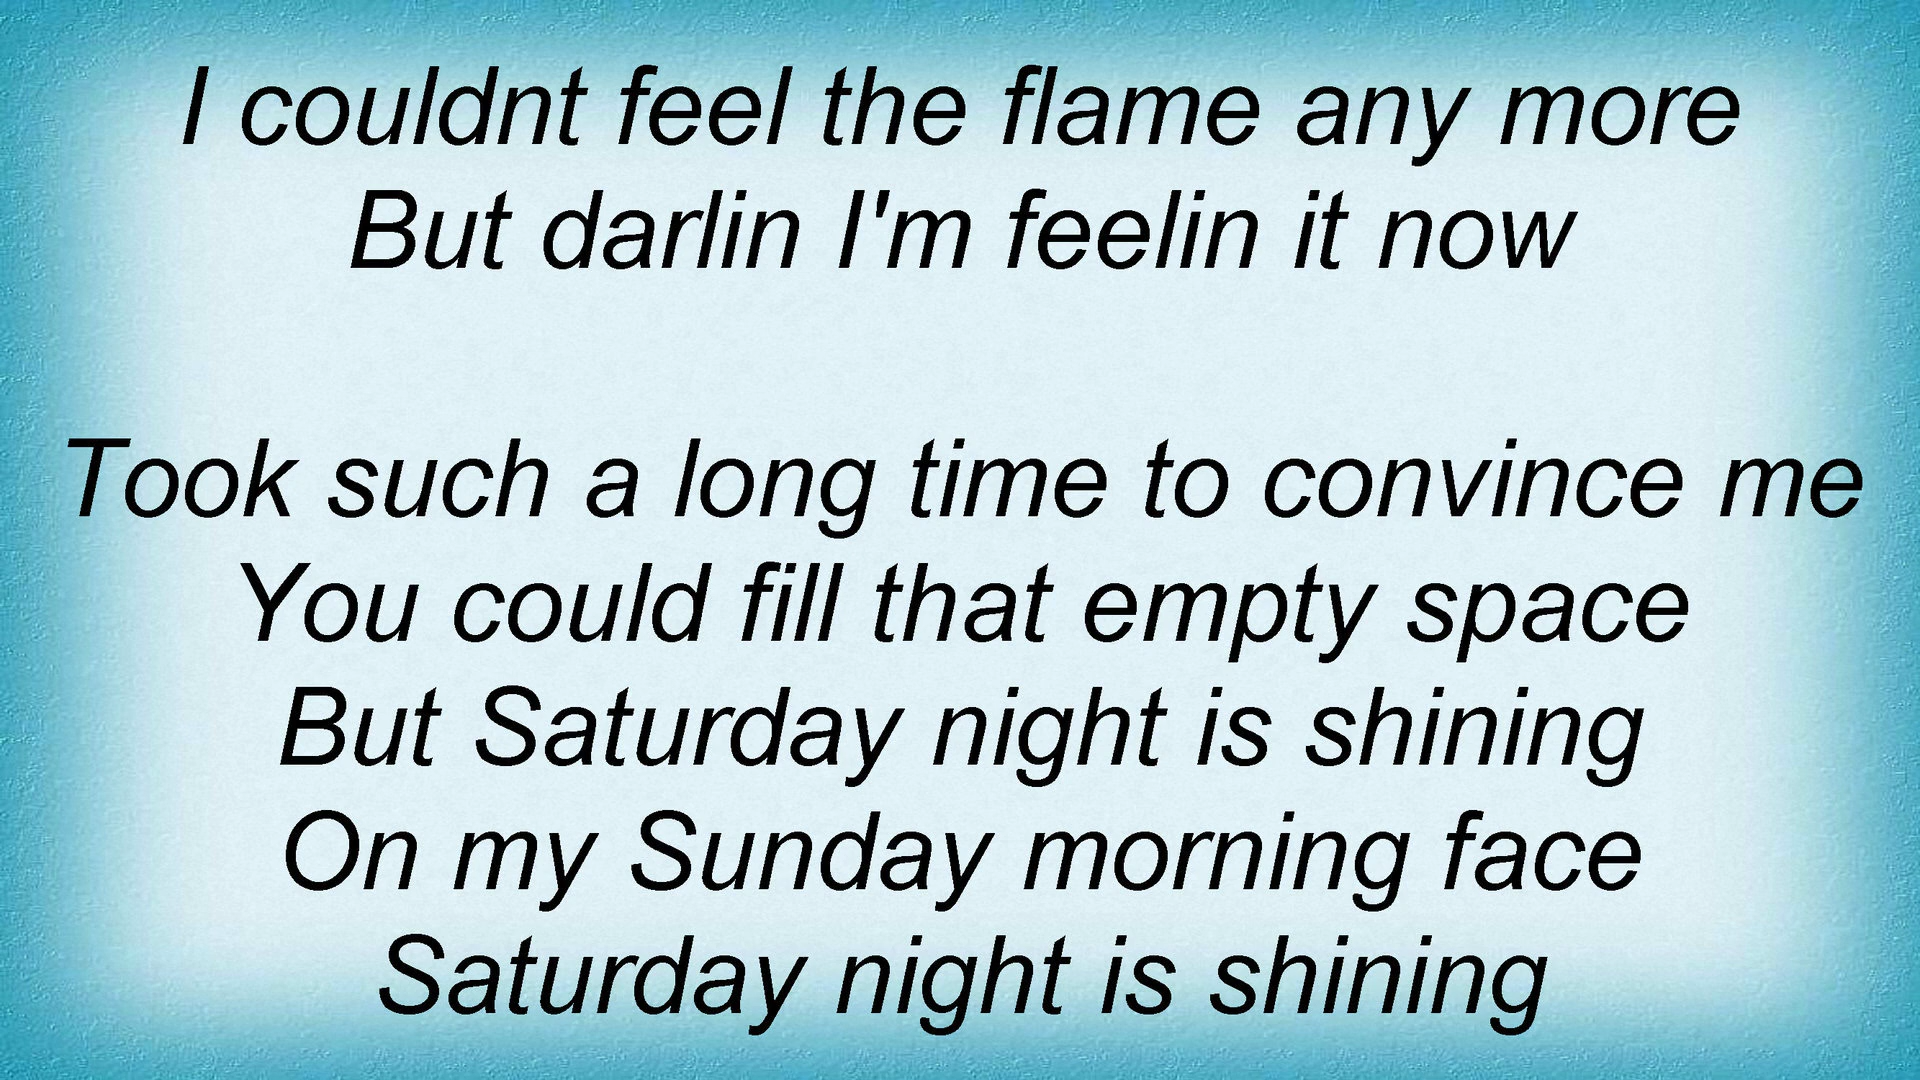 I couldnt feel the flame any more
But darlin I'm feelin it now
Took such a long time to convince me
You could fill that empty space
But Saturday night is shining
On my Sunday morning face
Saturday night is shining